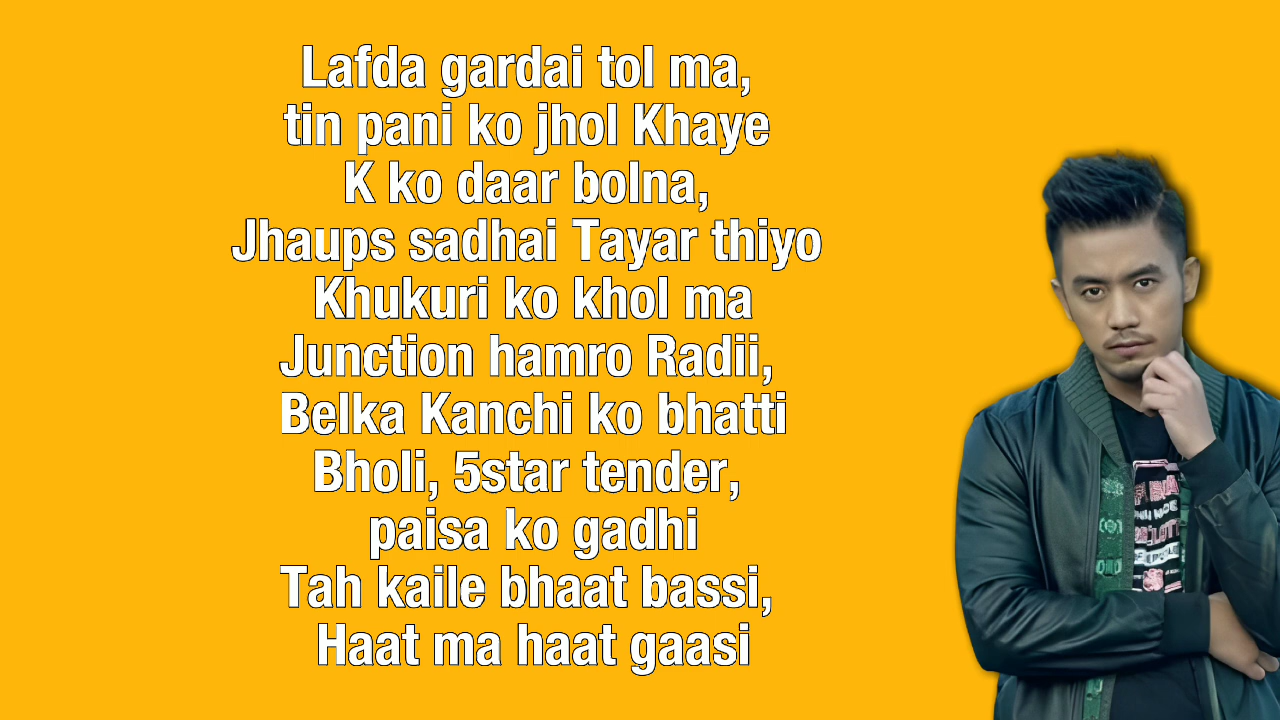 Lafda gardai tol ma,
tin pani ko jhol Khaye
K ko daar bolna,
Jhaups sadhai Tayar thiyo
Khukuri ko khol ma
Junction hamro Radii,
Belka Kanchi ko bhatti
Bholi, 5star tender,
paisa ko gadhi
Tah kaile bhaat bassi,
Haat ma haat gaasi